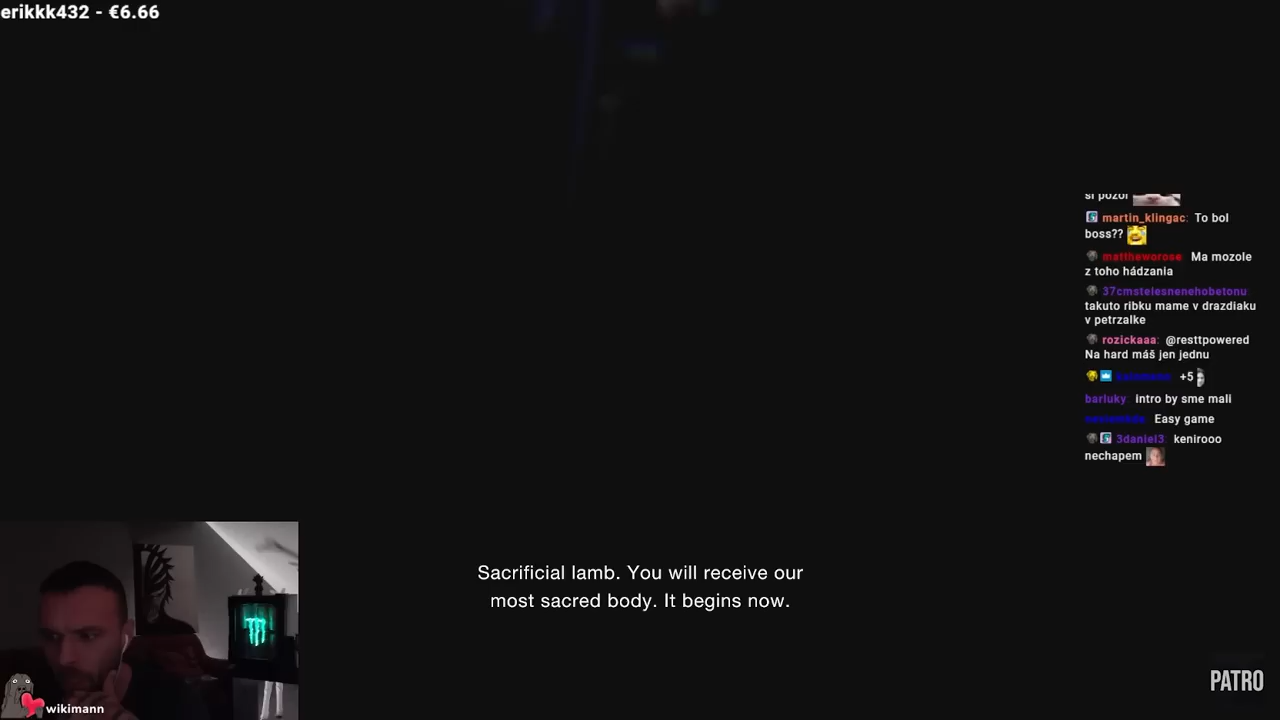 erikkk432 - €6.66
si pozor
martin_klingac: To bol
boss??
mattheworose Ma mozole
z toho hádzania
37cmstelesnenehobetonu
takuto ribku mame v drazdiaku
v petrzalke
rozickaaa: @resttpowered
Na hard máš jen jednu
+5
barluky: intro by sme mali
Easy game
3daniel3 kenirooo
nechapem
Sacrificial lamb. You will receive our
most sacred body. It begins now.
wikimann
PATRO